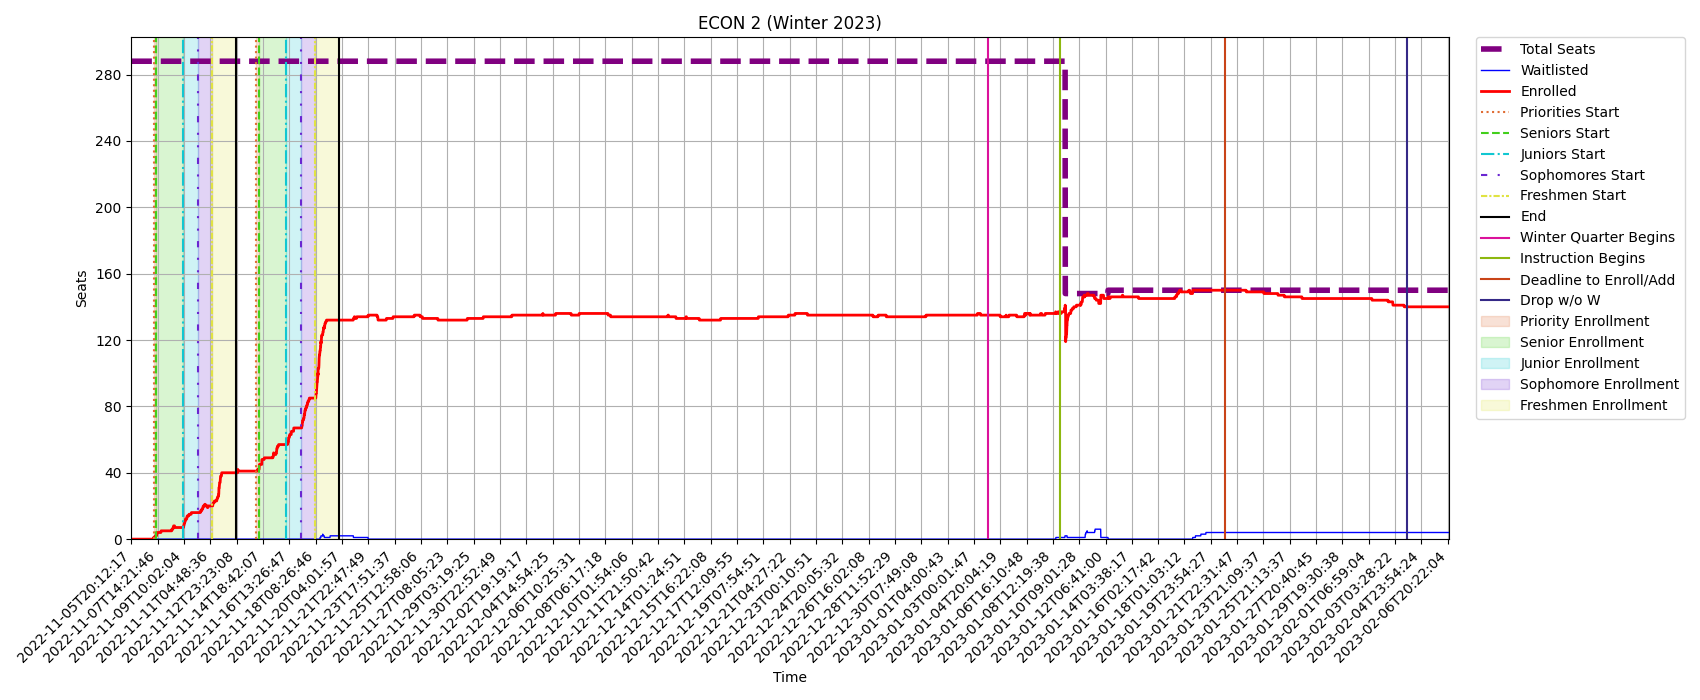 ECON 2 (Winter 2023)
Seats
280
240
200
160
120
80
40
0
2022-11-05T20:12:17
2022-11-07T14:21:46
2022-11-09T10:02:04
2022-11-11T04:48:36
2022-11-12T23:23:08
2022-11-14T18:42:07
2022-11-16T13:26:47
2022-11-18T08:26:46
2022-11-20T04:01:57
2022-11-21T22:47:49
2022-11-23T17:51:37
2022-11-25T12:58:06
2022-11-27T08:05:23
2022-11-29T03:19:25
2022-11-30T22:52:49
2022-12-02T19:19:17
2022-12-04T14:54:25
2022-12-06T10:25:31
2022-12-08T06:17:18
2022-12-10T01:54:06
2022-12-11T21:50:42
2022-12-14T01:24:51
2022-12-15T16:22:08
2022-12-17T12:09:55
2022-12-19T07:54:51
2022-12-21T04:27:22
2022-12-23T00:10:51
2022-12-24T20:05:32
2022-12-26T16:02:08
2022-12-28T11:52:29
2022-12-30T07:49:08
2023-01-01T04:00:43
2023-01-03T00:01:47
2023-01-04T20:04:19
2023-01-06T16:10:48
2023-01-08T12:19:38
2023-01-10T09:01:28
2023-01-12T06:41:00
2023-01-14T03:38:17
2023-01-16T02:17:42
2023-01-18T01:03:12
2023-01-19T23:54:27
2023-01-21T22:31:47
2023-01-23T21:09:37
2023-01-25T21:13:37
2023-01-27T20:40:45
2023-01-29T19:30:38
2023-02-01T06:59:04
2023-02-03T03:28:22
2023-02-04T23:54:24
2023-02-06T20:22:04
Time
Total Seats
Waitlisted
Enrolled
Priorities Start
Seniors Start
Juniors Start
Sophomores Start
Freshmen Start
End
Winter Quarter Begins
Instruction Begins
Deadline to Enroll/Add
Drop w/o W
Priority Enrollment
Senior Enrollment
Junior Enrollment
Sophomore Enrollment
Freshmen Enrollment